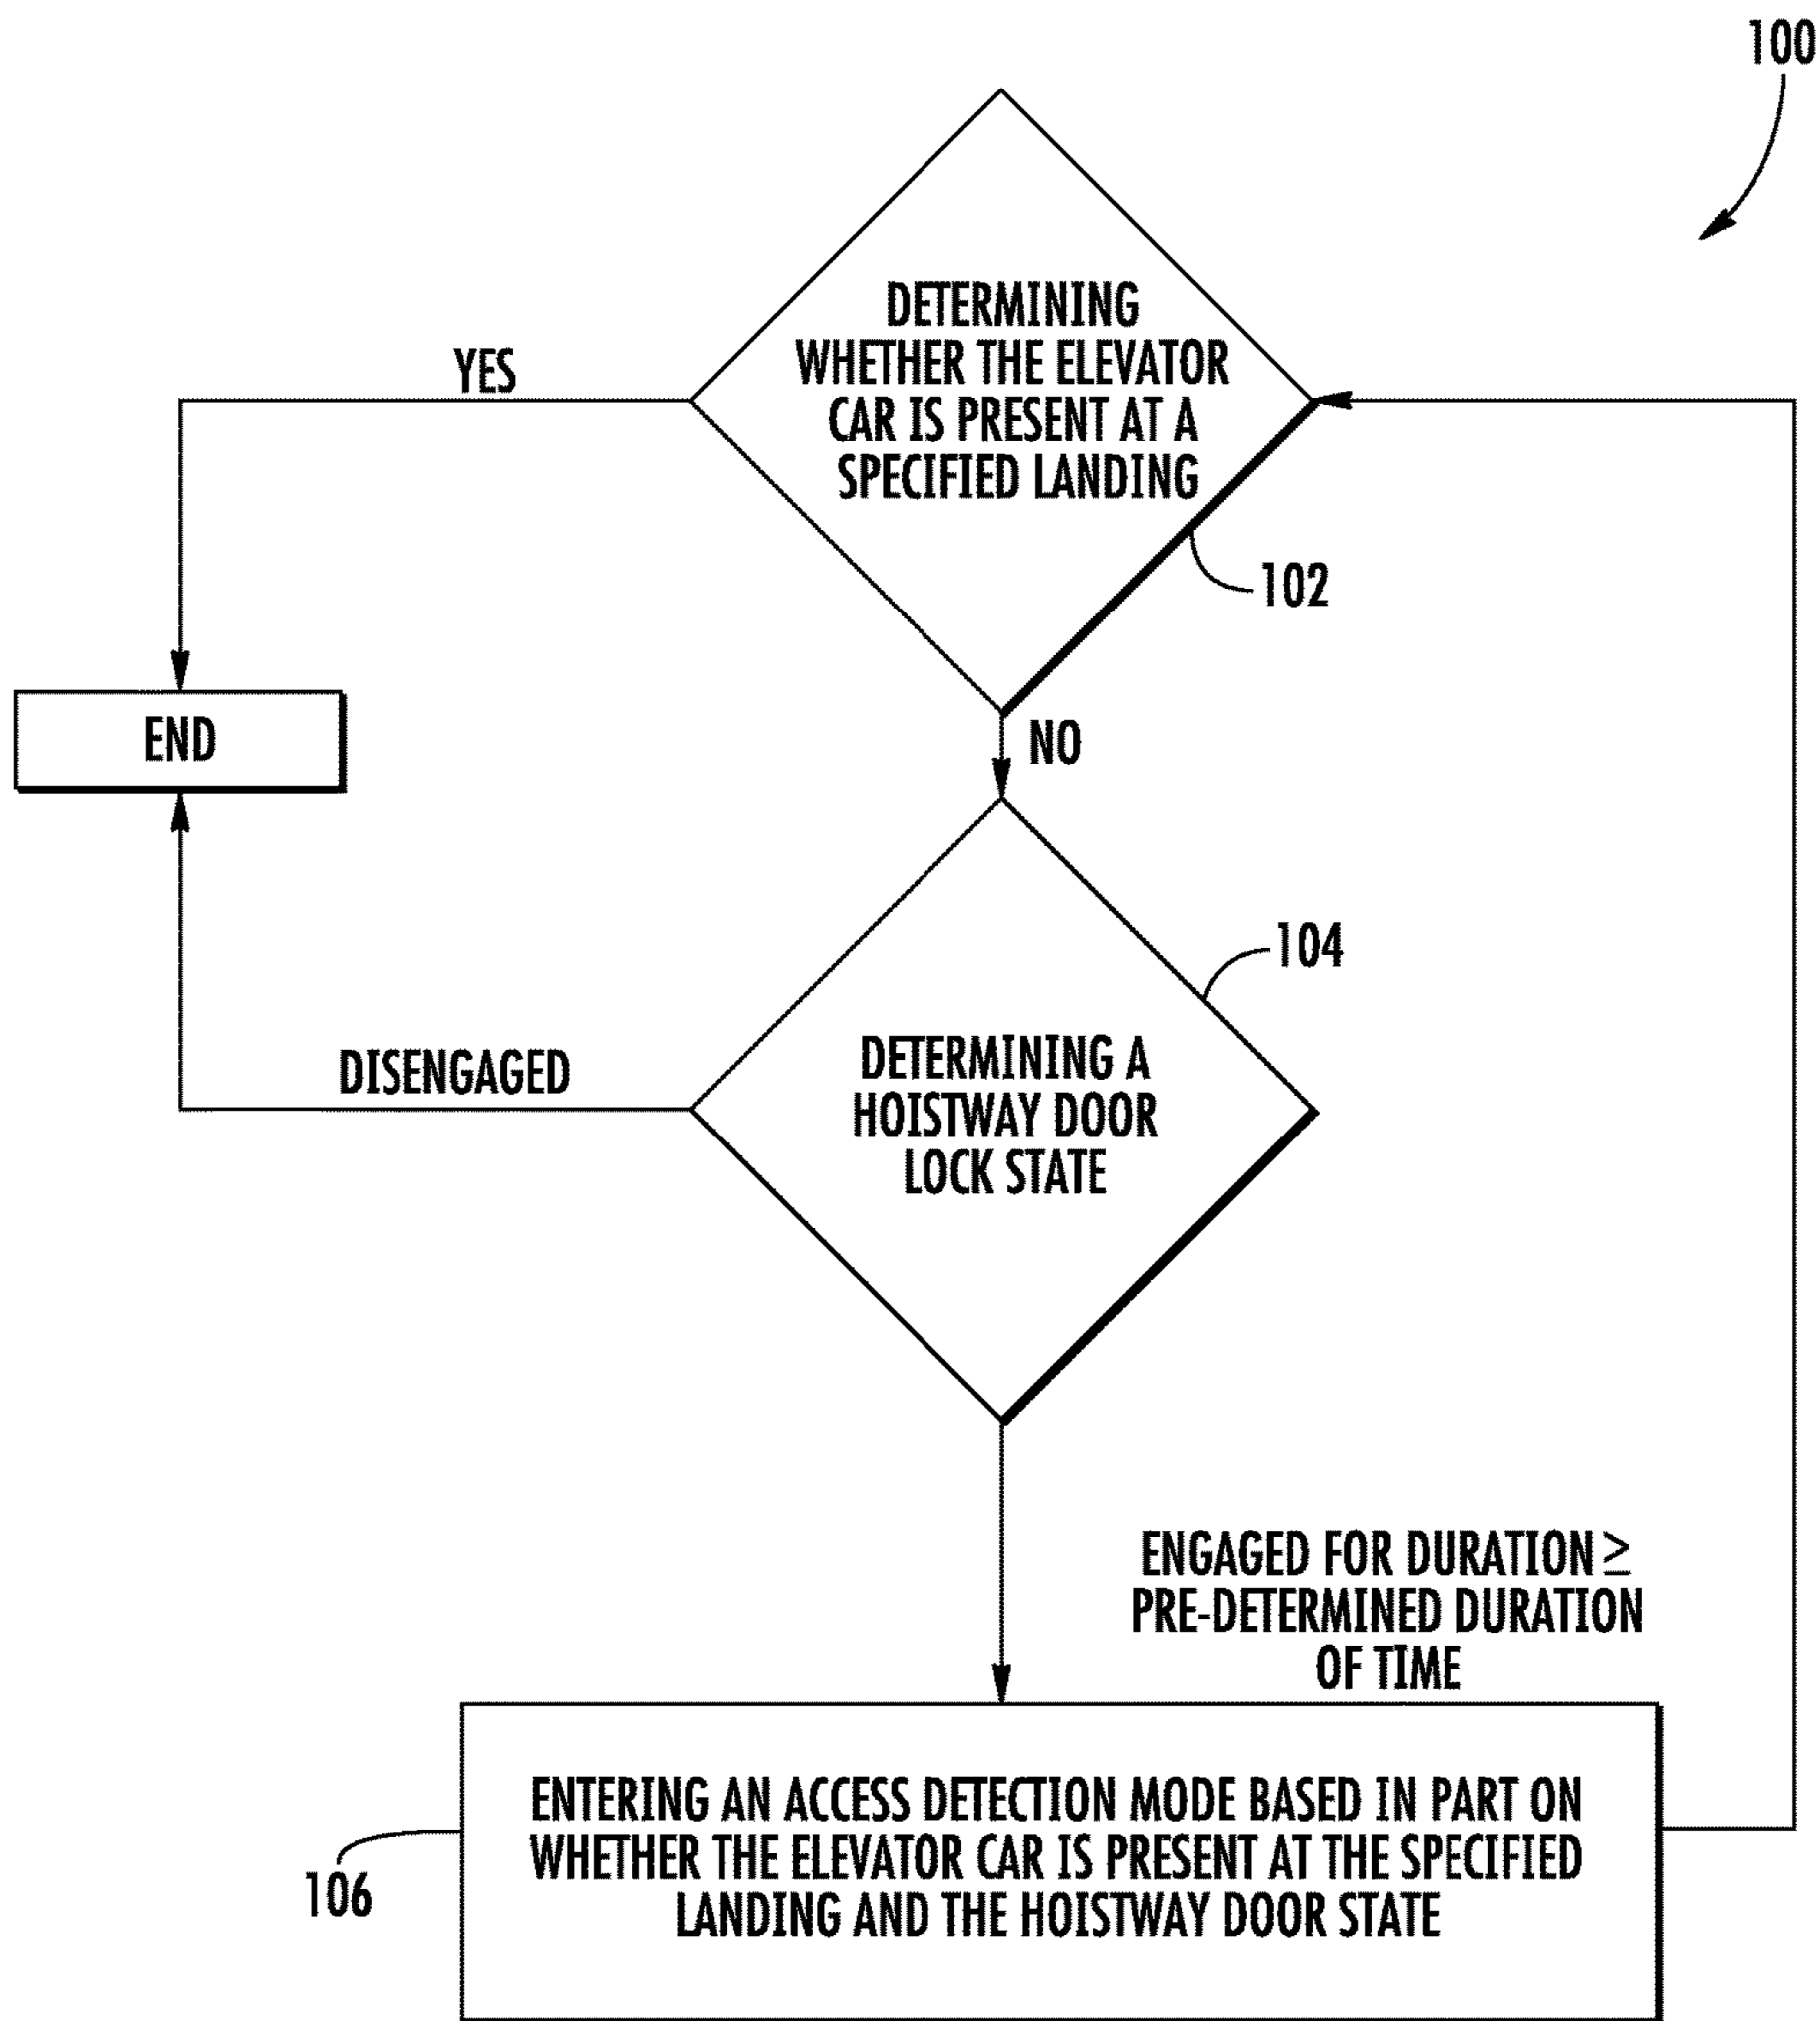 100
DETERMINING
WHETHER THE ELEVATOR
CAR IS PRESENT AT A
SPECIFIED LANDING
YES
102
END
NO
104
DETERMINING A
HOISTWAY DOOR
LOCK STATE
DISENGAGED
ENGAGED FOR DURATION ≥
PRE-DETERMINED DURATION
OF TIME
ENTERING AN ACCESS DETECTION MODE BASED IN PART ON
WHETHER THE ELEVATOR CAR IS PRESENT AT THE SPECIFIED
LANDING AND THE HOISTWAY DOOR STATE
106